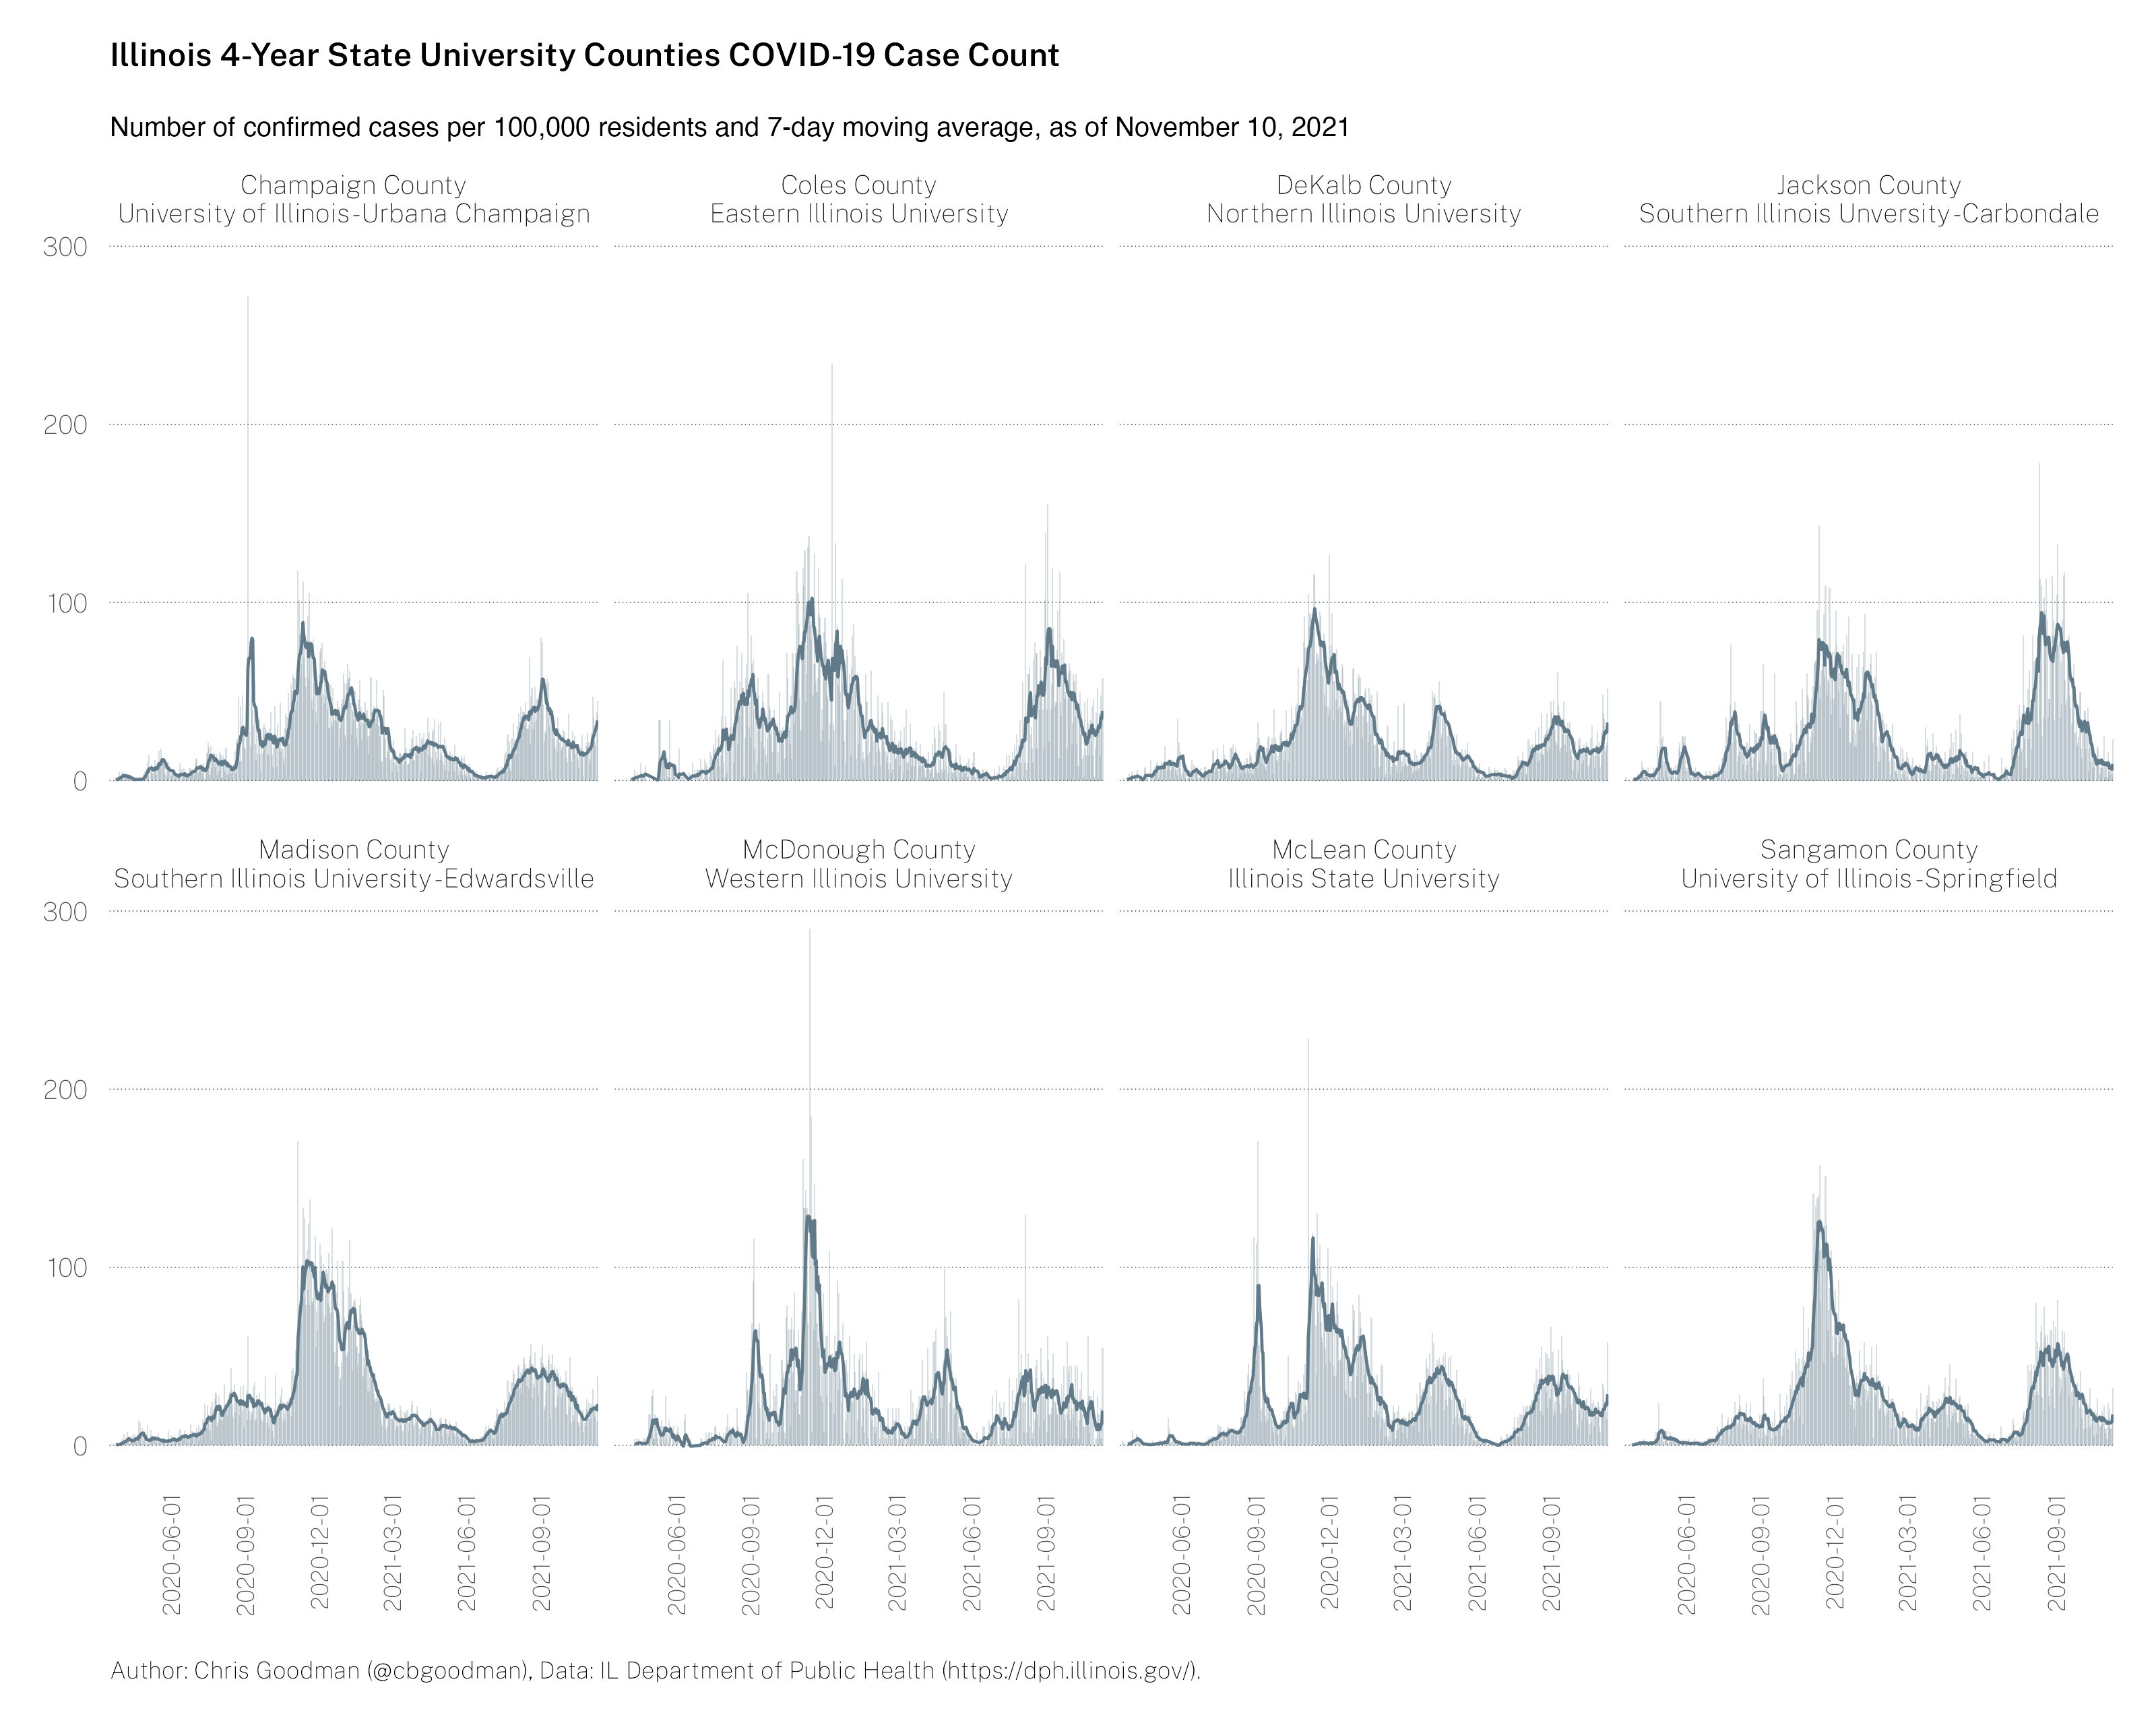 Illinois 4-Year State University Counties COVID-19 Case Count
Number of confirmed cases per 100,000 residents and 7-day moving average, as of November 10, 2021
Champaign County
University of Illinois-Urbana Champaign
Coles County
Eastern Illinois University
DeKalb County
Northern Illinois University
Jackson County
Southern Illinois Unversity-Carbondale
300
200
100
0
Madison County
Southern Illinois University-Edwardsville
McDonough County
Western Illinois University
McLean County
Illinois State University
Sangamon County
University of Illinois-Springfield
300
200
100
0
2020-06-01
2020-09-01
2020-12-01
2021-03-01
2021-06-01
2021-09-01
2020-06-01
2020-09-01
2020-12-01
2021-03-01
2021-06-01
2021-09-01
2020-06-01
2020-09-01
2020-12-01
2021-03-01
2021-06-01
2021-09-01
2020-06-01
2020-09-01
2020-12-01
2021-03-01
2021-06-01
2021-09-01
Author: Chris Goodman (@cbgoodman), Data: IL Department of Public Health (https://dph.illinois.gov/).